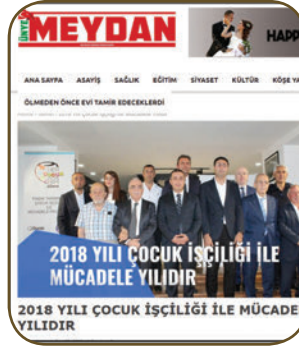 ÜNYE MEYDAN
HAPP
ANA SAYFA ASAYİŞ SAĞLIK EĞİTİM SİYASET KÜLTÜR KÖŞE YA
ÖLMEDEN ÖNCE EVİ TAMİR EDECEKLERDİ
2018 YILI ÇOCUK İŞÇİLİĞİ İLE
MÜCADELE YILIDIR
2018 YILI ÇOCUK İŞÇİLİĞİ İLE MÜCADE
YILIDIR